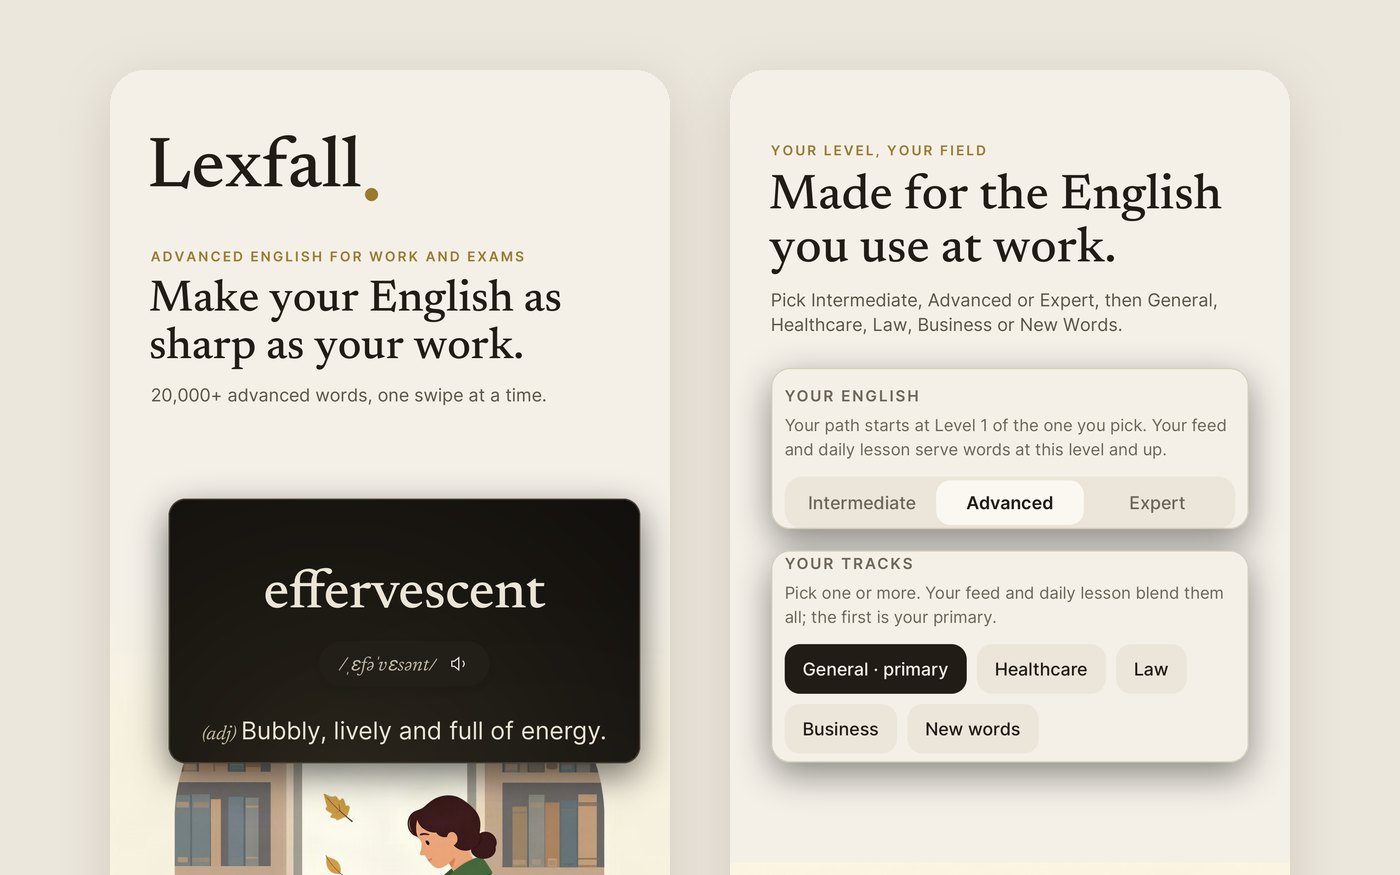 Lexfall.
ADVANCED ENGLISH FOR WORK AND EXAMS
Make your English as
sharp as your work.
20,000+ advanced words, one swipe at a time.
effervescent
/ˌɛfəˈvɛsənt/
(adj) Bubbly, lively and full of energy.
YOUR LEVEL, YOUR FIELD
Made for the English
you use at work.
Pick Intermediate, Advanced or Expert, then General,
Healthcare, Law, Business or New Words.
YOUR ENGLISH
Your path starts at Level 1 of the one you pick. Your feed
and daily lesson serve words at this level and up.
Intermediate Advanced Expert
YOUR TRACKS
Pick one or more. Your feed and daily lesson blend them
all; the first is your primary.
General · primary Healthcare Law
Business New words